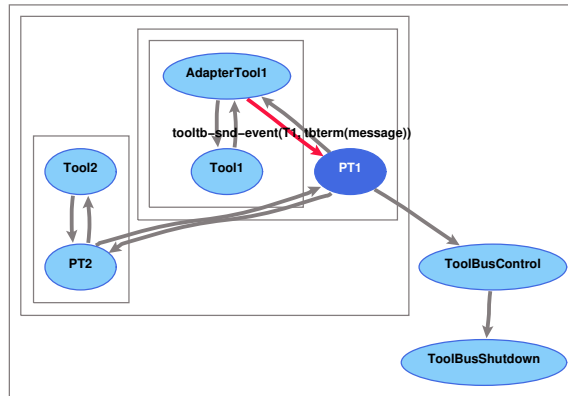 AdapterTool1
tooltb-snd-event(T1, tbterm(message))
Tool2
Tool1
PT1
PT2
ToolBusControl
ToolBusShutdown